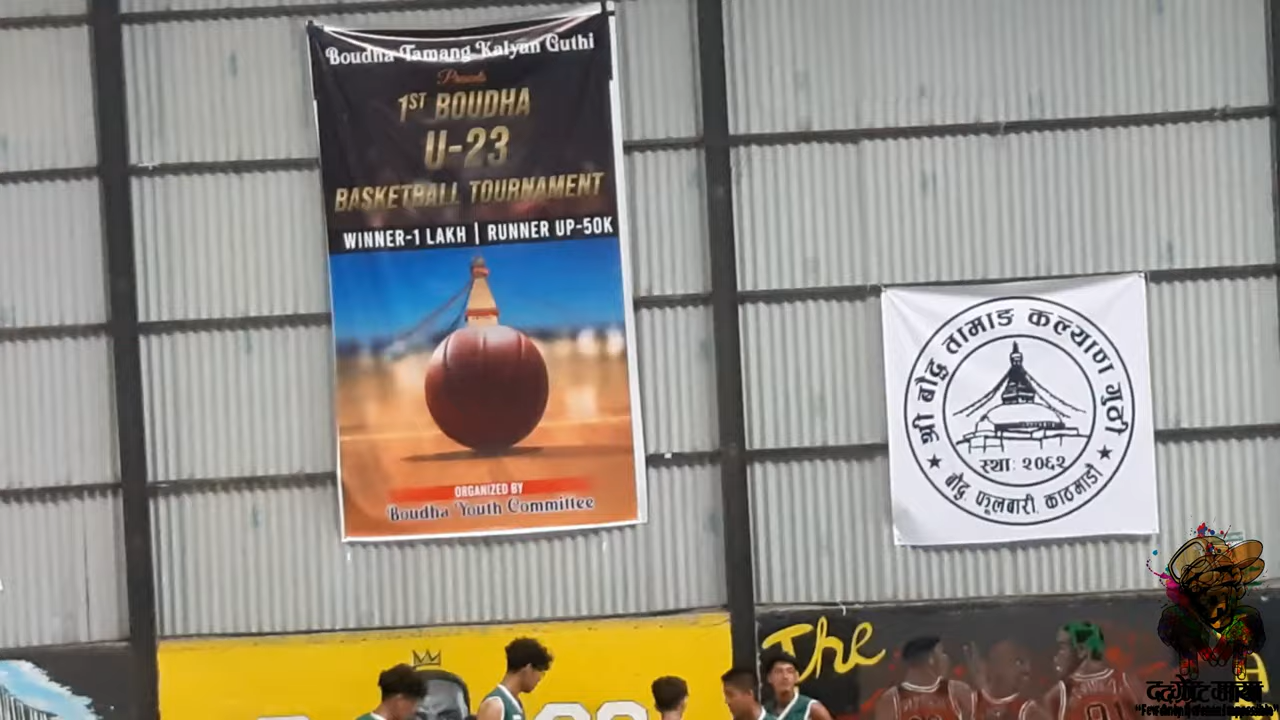 Boudha Tamang Kalyan Guthi
Presents
1ST BOUDHA
U-23
BASKETBALL TOURNAMENT
WINNER-1 LAKH | RUNNER UP-50K
ORGANIZED BY
Boudha Youth Committee
श्री बौद्ध तामाङ कल्याण गुठी
स्था: २०६२
★ बौद्ध, फूलबारी, काठमाडौं ★
The